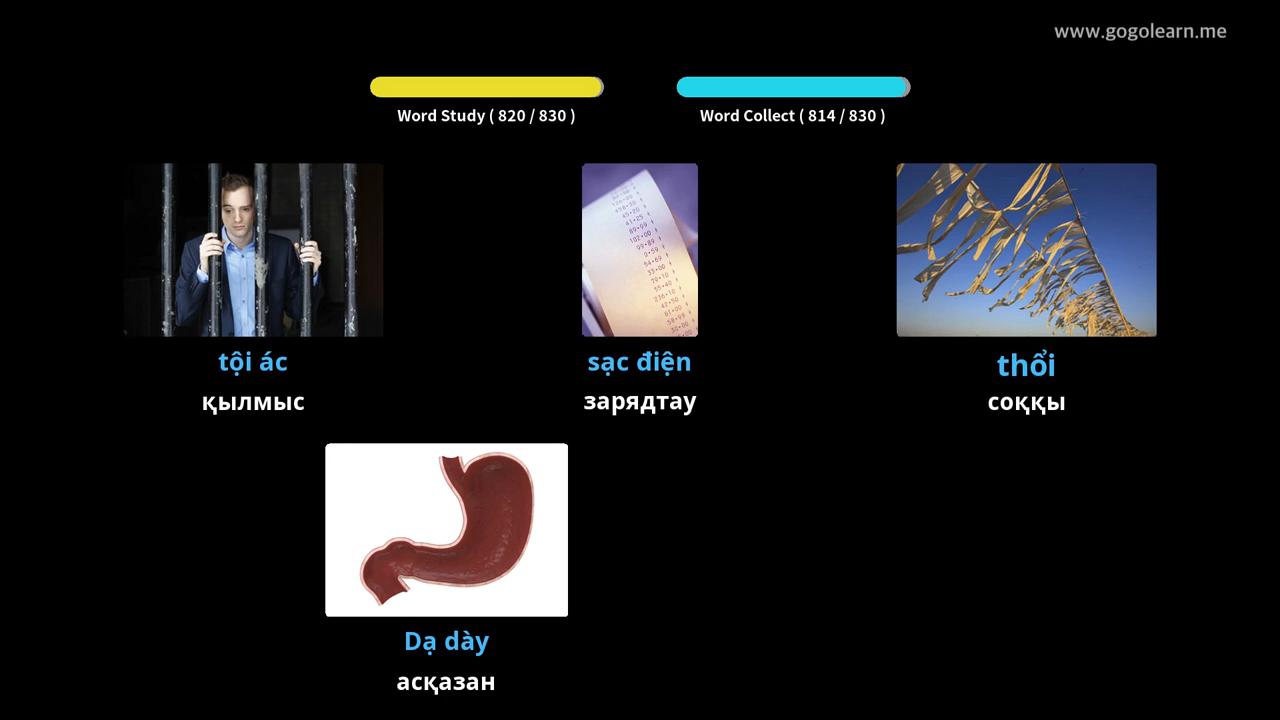 www.gogolearn.me
Word Study ( 820 / 830 )
Word Collect ( 814 / 830 )
tội ác
қылмыс
sạc điện
зарядтау
thổi
соққы
Dạ dày
асқазан